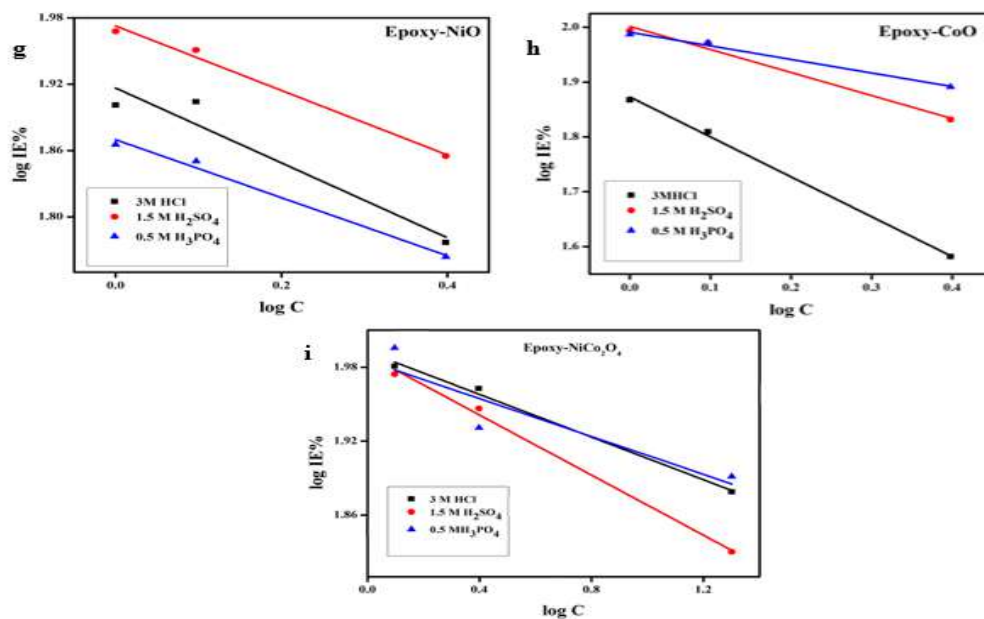 g
Epoxy-NiO
1.98
1.92
1.86
1.80
log IE%
3M HCl
1.5 M H₂SO₄
0.5 M H₃PO₄
0.0
0.2
0.4
log C
h
Epoxy-CoO
2.0
1.9
1.8
1.7
1.6
log IE%
3MHCl
1.5 M H₂SO₄
0.5 M H₃PO₄
0.0
0.1
0.2
0.3
0.4
log C
i
Epoxy-NiCo₂O₄
1.98
1.92
1.86
log IE%
3 M HCl
1.5 M H₂SO₄
0.5 MH₃PO₄
0.0
0.4
0.8
1.2
log C